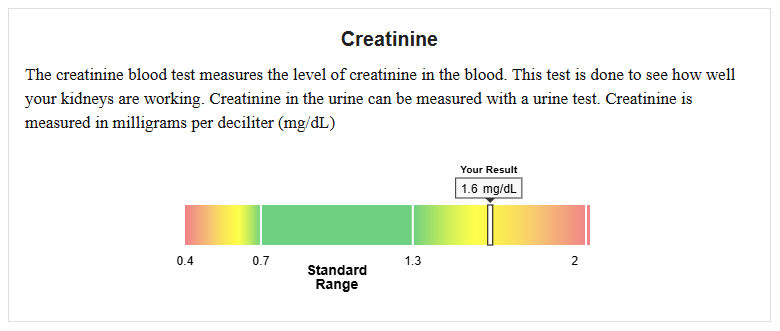 Creatinine
The creatinine blood test measures the level of creatinine in the blood. This test is done to see how well
your kidneys are working. Creatinine in the urine can be measured with a urine test. Creatinine is
measured in milligrams per deciliter (mg/dL)
Your Result
1.6 mg/dL
0.4 0.7 1.3 2
Standard
Range